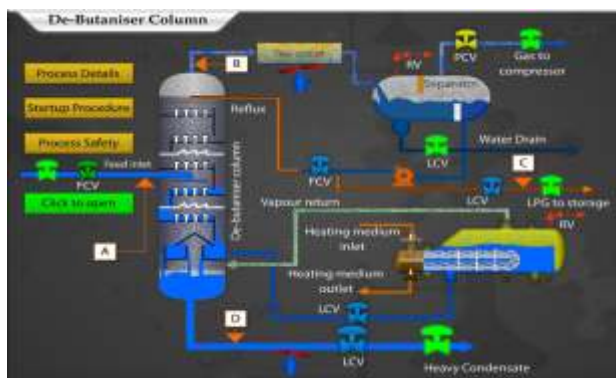 De-Butaniser Column
B
RV
PCV
Gas to
compressor
Process Details
Separator
Startup Procedure
Reflux
Process Safety
LCV
Water Drain
Feed inlet
FCV
FCV
C
De-butaniser column
Click to open
Vapour return
LCV
LPG to storage
RV
A
Heating medium
inlet
Heating medium
outlet
LCV
D
LCV
Heavy Condensate